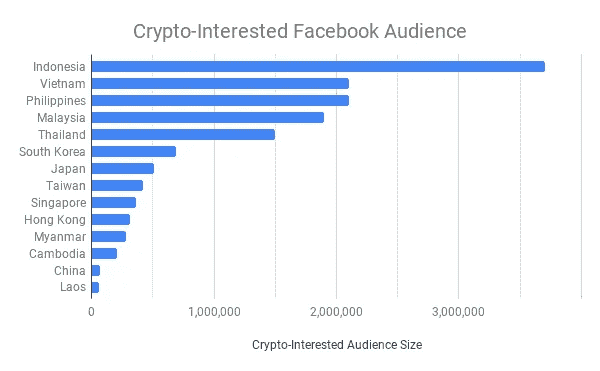 Crypto-Interested Facebook Audience
Indonesia
Vietnam
Philippines
Malaysia
Thailand
South Korea
Japan
Taiwan
Singapore
Hong Kong
Myanmar
Cambodia
China
Laos
0 1,000,000 2,000,000 3,000,000
Crypto-Interested Audience Size